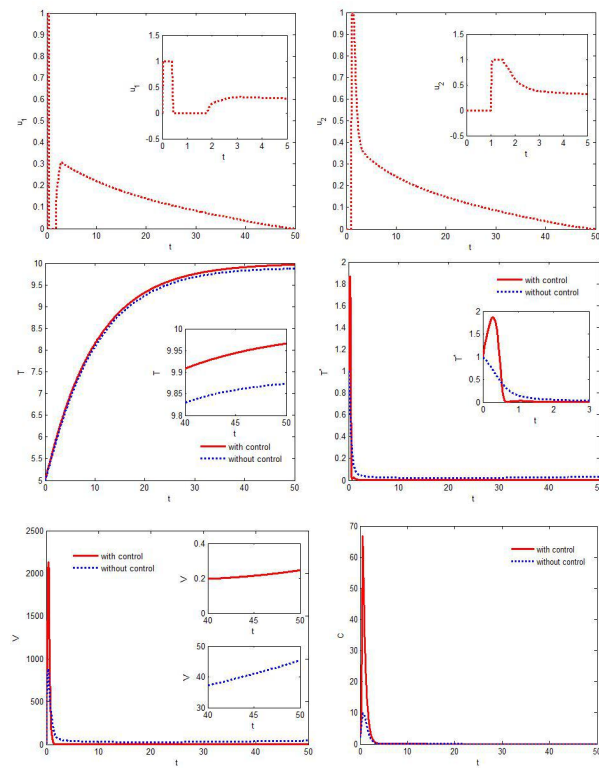 1
0.9
0.8
0.7
0.6
0.5
0.4
0.3
0.2
0.1
0
0 10 20 30 40 50
t
u1
1.5
1
0.5
0
-0.5
0 1 2 3 4 5
t
u1
1
0.9
0.8
0.7
0.6
0.5
0.4
0.3
0.2
0.1
0
0 10 20 30 40 50
t
u2
1.5
1
0.5
0
-0.5
0 1 2 3 4 5
t
u2
10
9.5
9
8.5
8
7.5
7
6.5
6
5.5
5
0 10 20 30 40 50
t
T
10
9.95
9.9
9.85
9.8
40 45 50
t
T
with control
without control
2
1.8
1.6
1.4
1.2
1
0.8
0.6
0.4
0.2
0
0 10 20 30 40 50
t
T*
with control
without control
2
1.5
1
0.5
0
0 1 2 3
t
T*
2500
2000
1500
1000
500
0
0 10 20 30 40 50
t
V
with control
without control
0.4
0.2
0
40 45 50
t
V
50
40
30
40 45 50
t
V
70
60
50
40
30
20
10
0
0 10 20 30 40 50
t
C
with control
without control